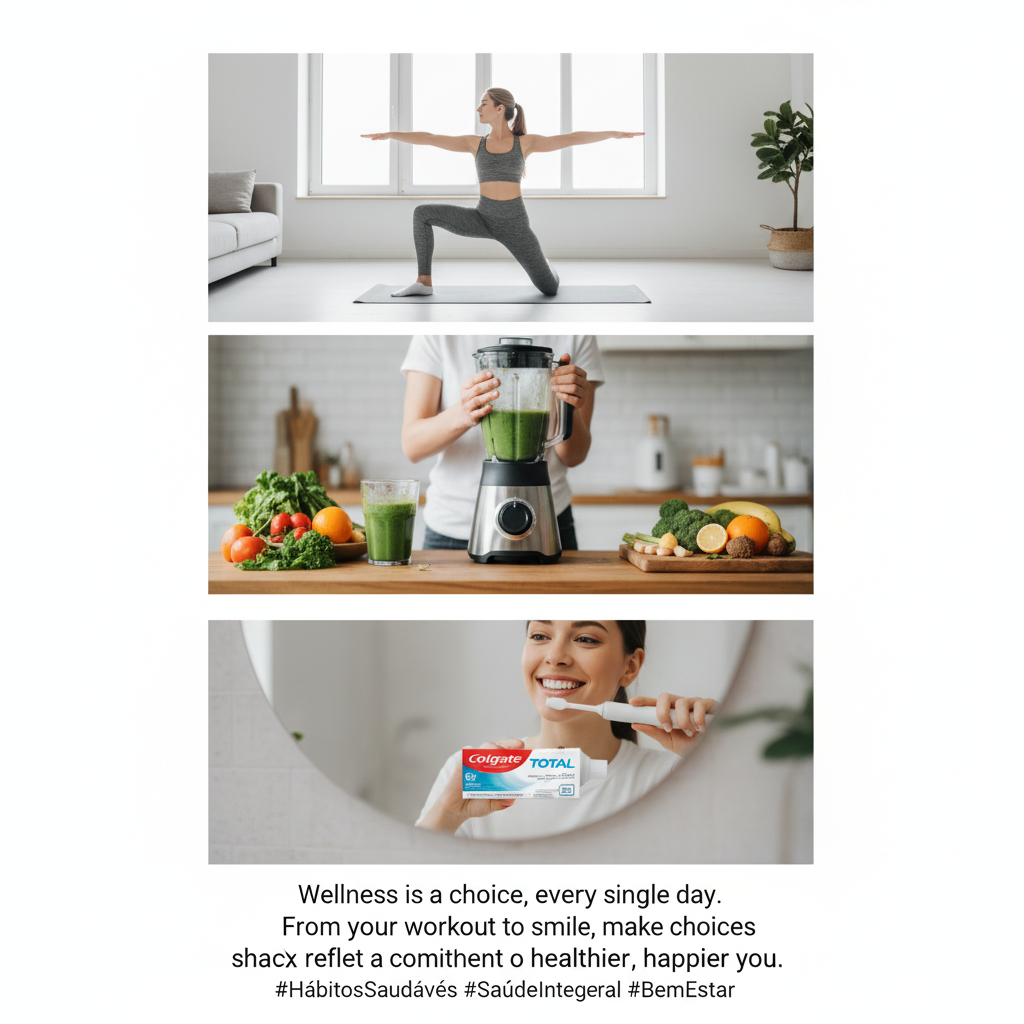 Colgate TOTAL
Wellness is a choice, every single day.
From your workout to smile, make choices
shacx reflet a comithent o healthier, happier you.
#HábitosSaudávés #SaúdeIntegeral #BemEstar